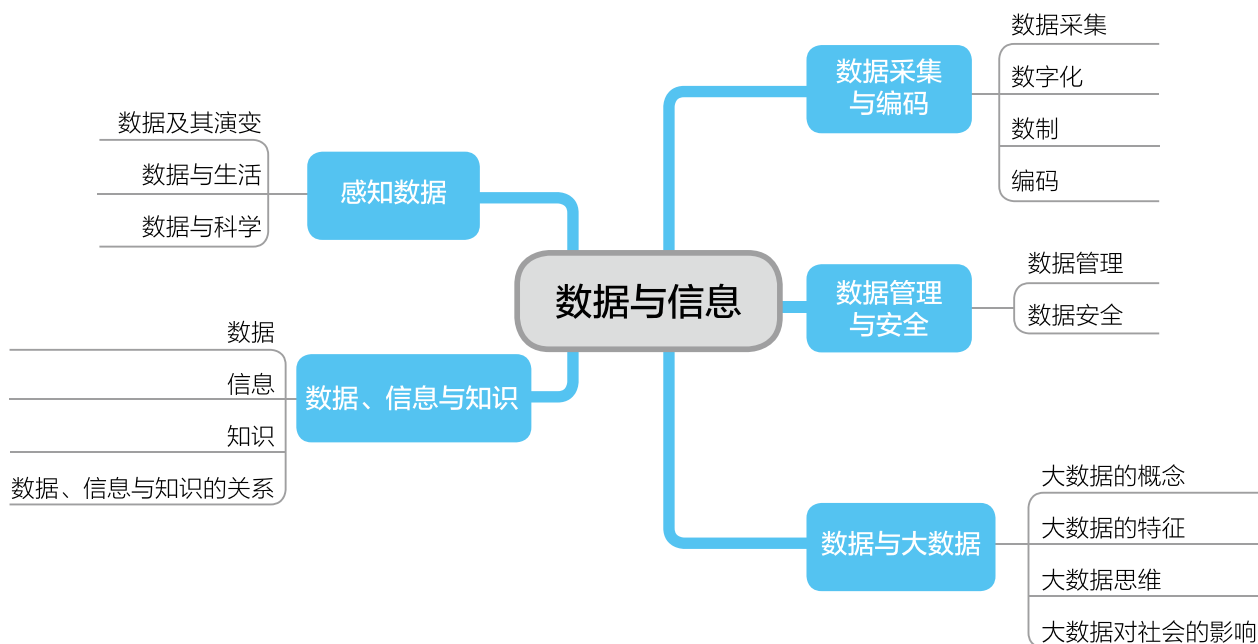 数据与信息
感知数据
数据及其演变
数据与生活
数据与科学
数据、信息与知识
数据
信息
知识
数据、信息与知识的关系
数据采集
与编码
数据采集
数字化
数制
编码
数据管理
与安全
数据管理
数据安全
数据与大数据
大数据的概念
大数据的特征
大数据思维
大数据对社会的影响